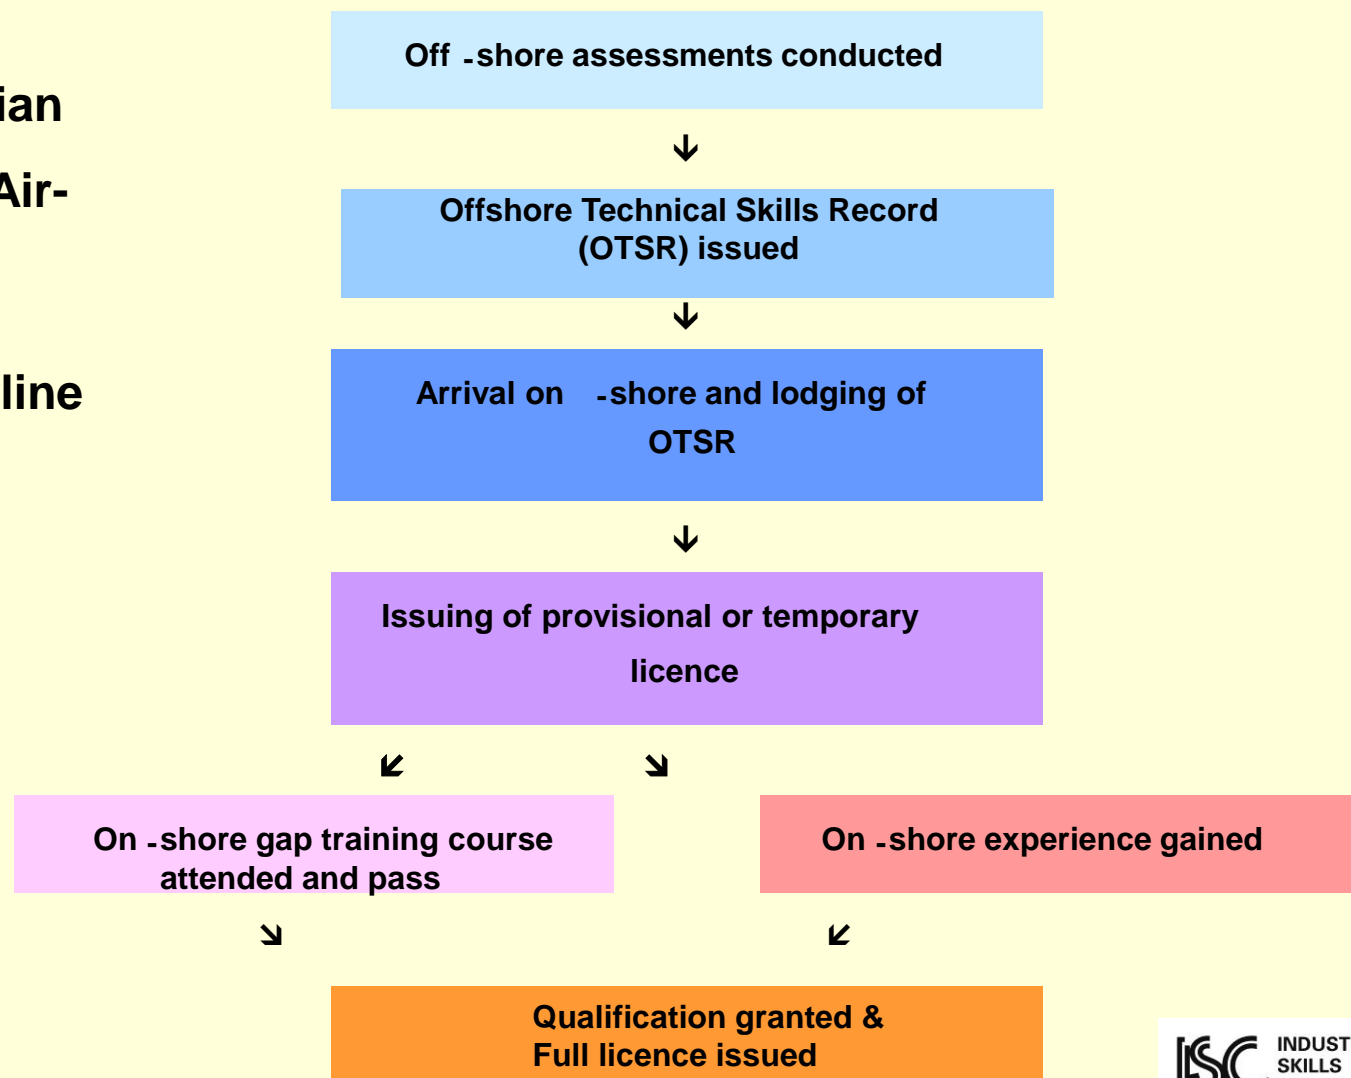 ian
Air-
line
Off -shore assessments conducted
Offshore Technical Skills Record
(OTSR) issued
Arrival on -shore and lodging of
OTSR
Issuing of provisional or temporary
licence
On -shore gap training course
attended and pass
On -shore experience gained
Qualification granted &
Full licence issued
ISC
INDUST
SKILLS